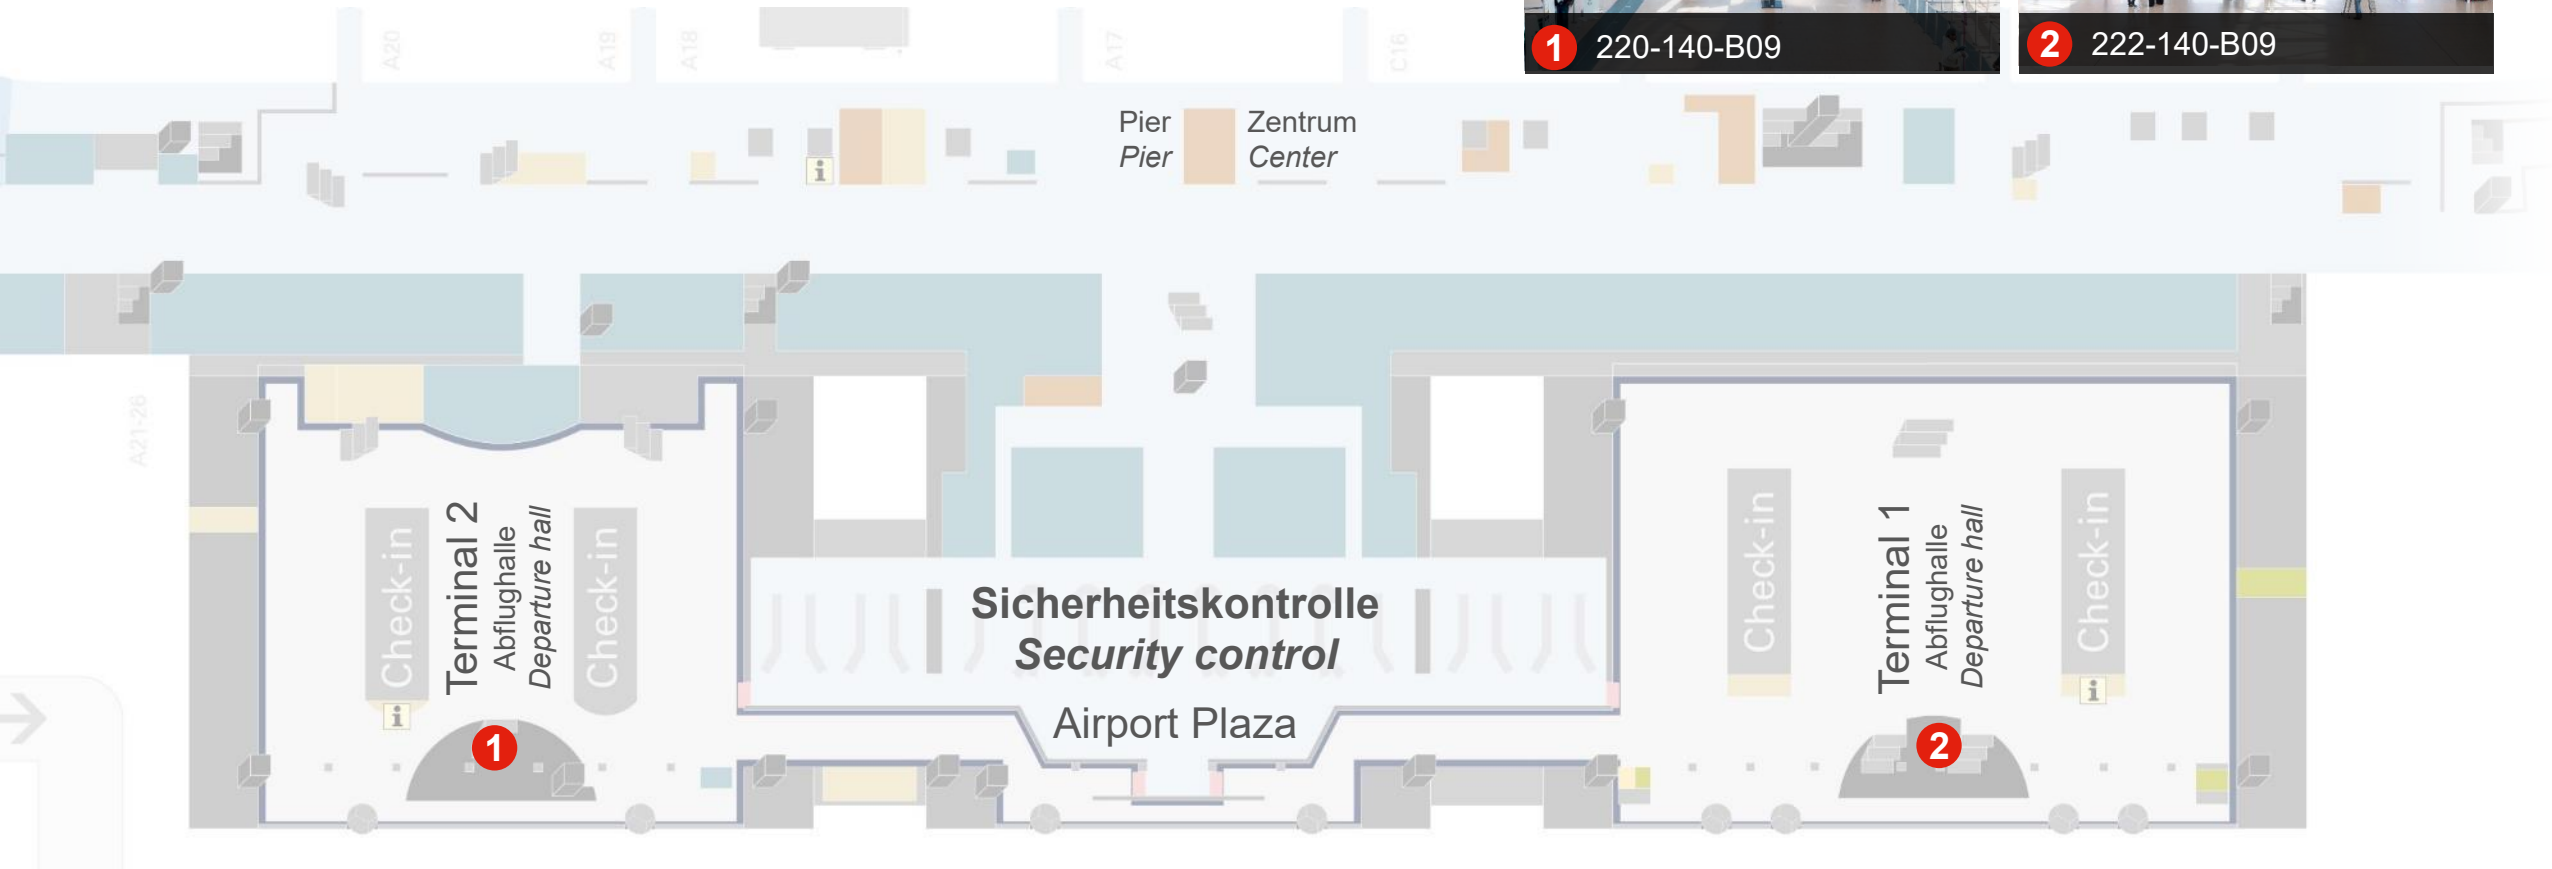 1 220-140-B09
2 222-140-B09
A20
A19
A18
A17
C16
Pier
Pier
Zentrum
Center
i
A21-26
Check-in
Terminal 2
Abflughalle
Departure hall
Check-in
i
1
Sicherheitskontrolle
Security control
Airport Plaza
Check-in
Terminal 1
Abflughalle
Departure hall
Check-in
i
2